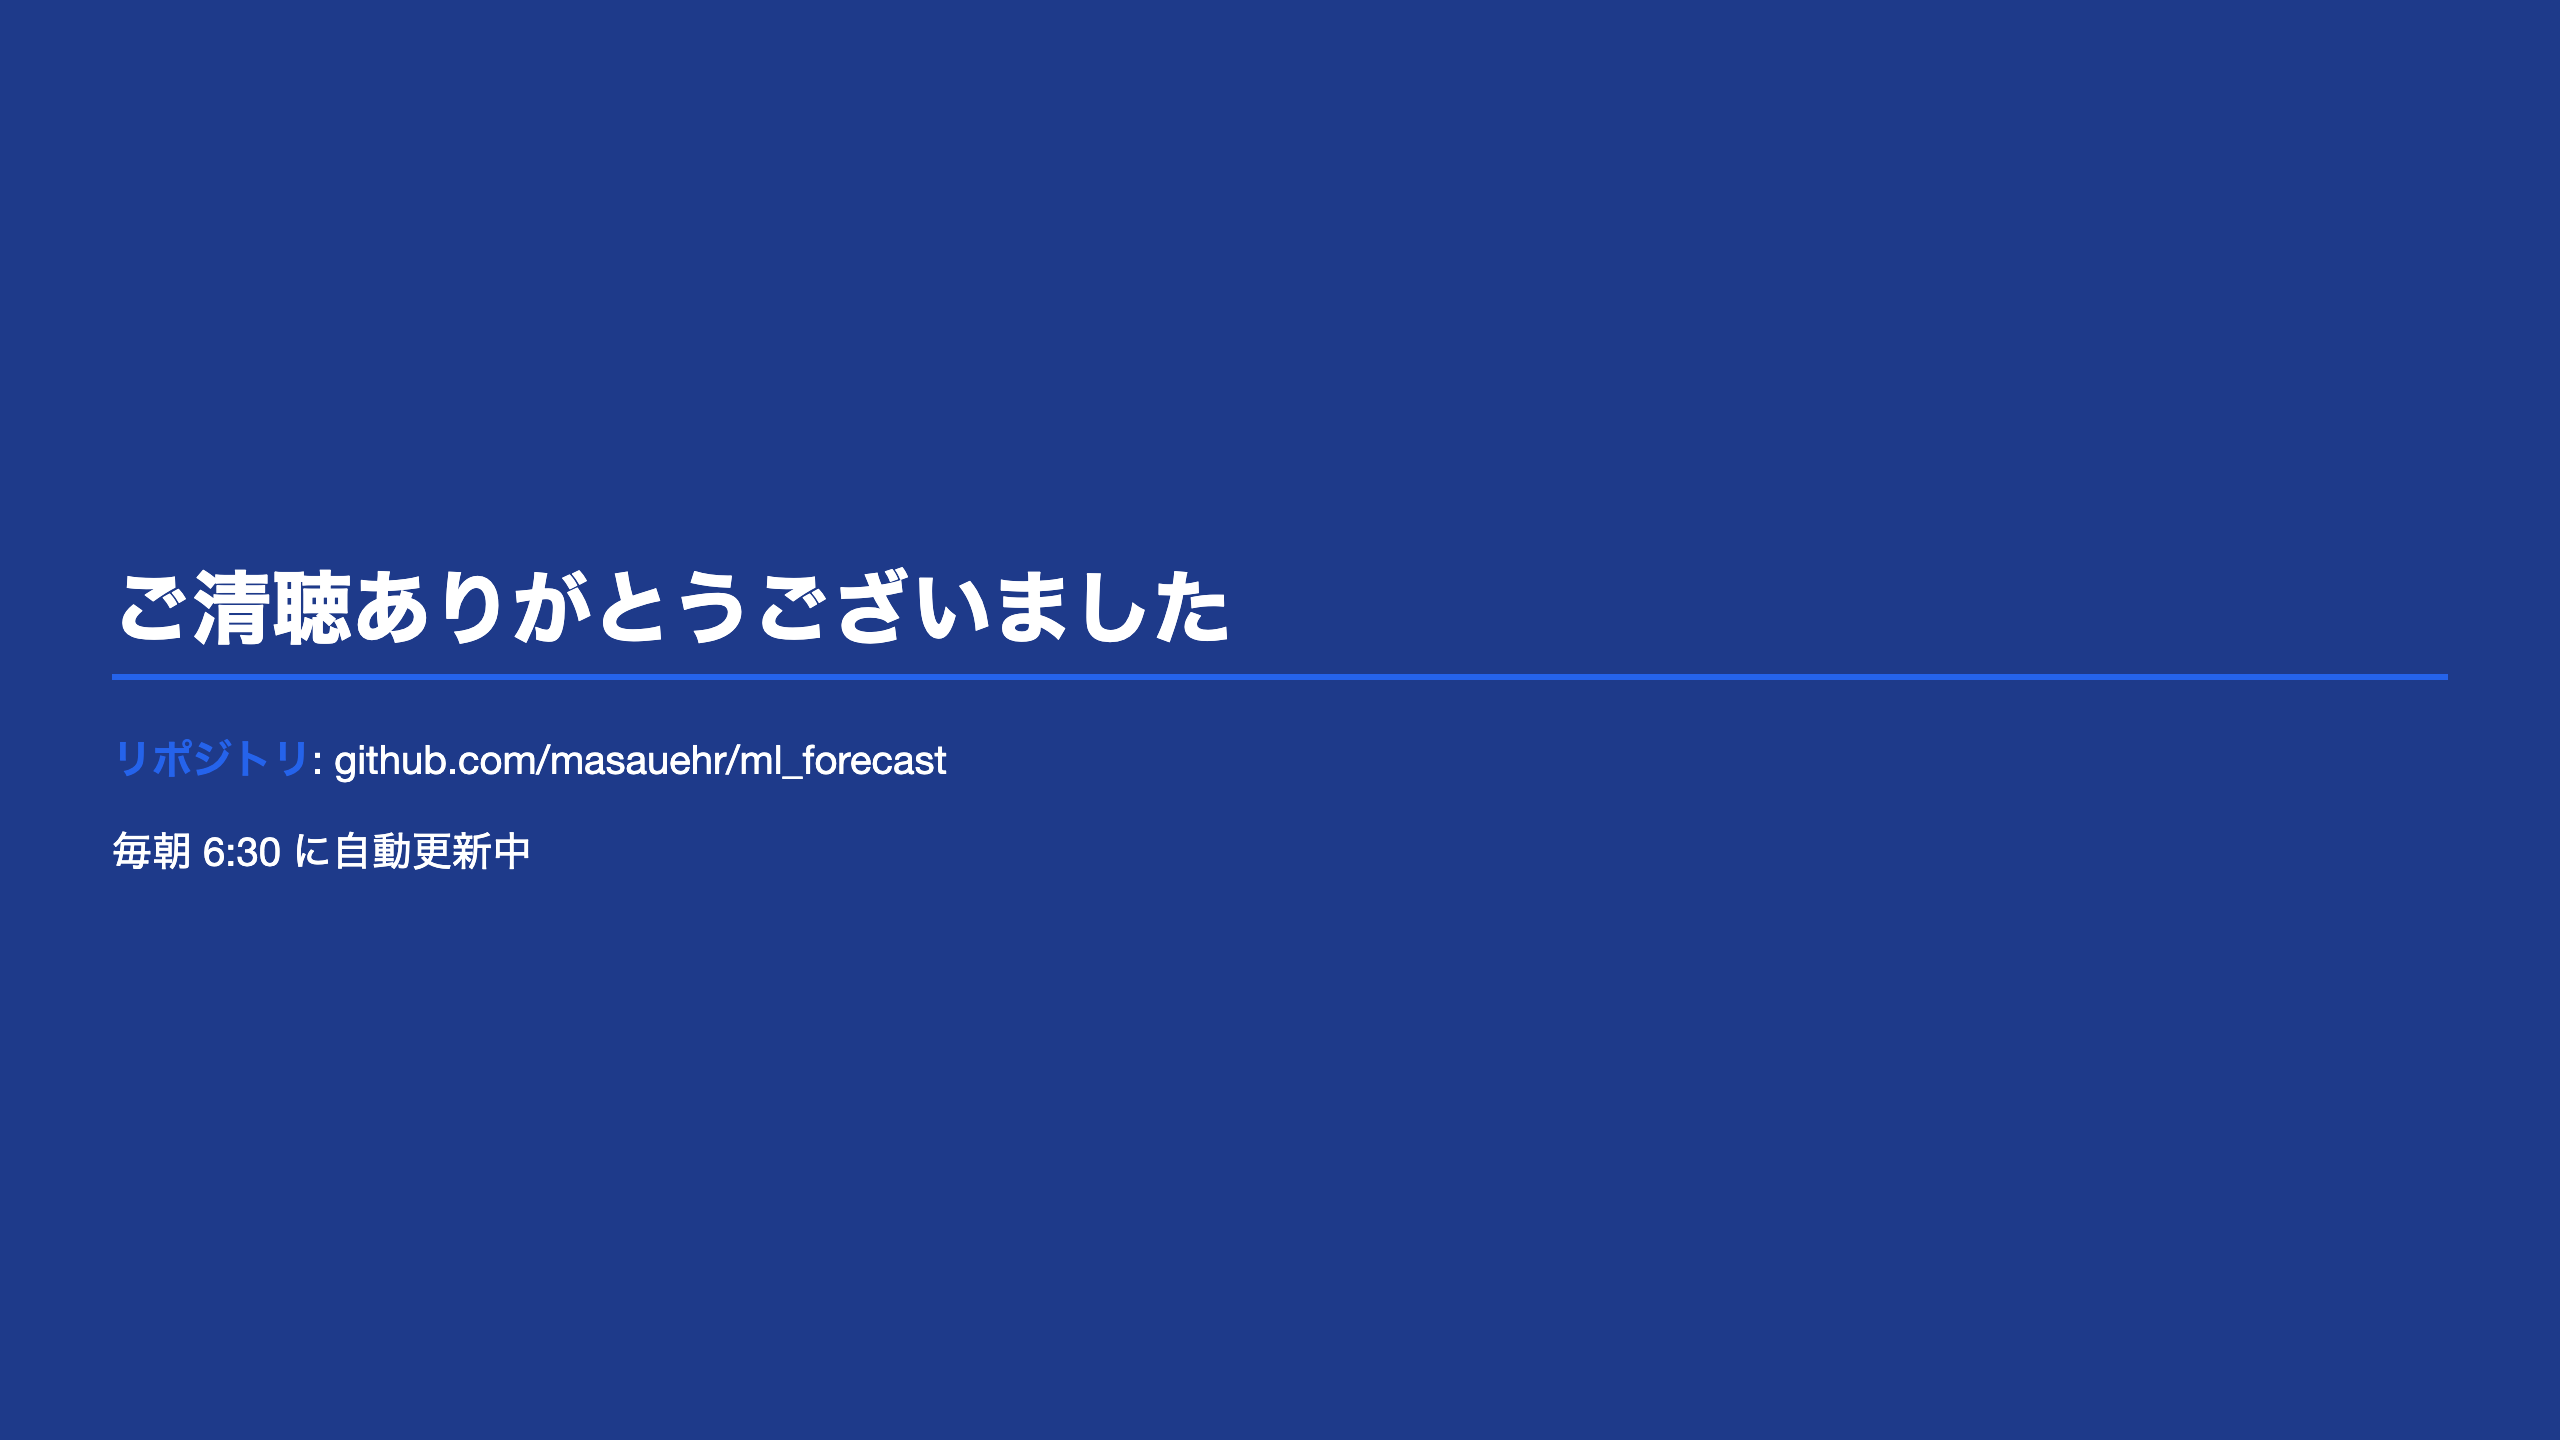 ご清聴ありがとうございました
リポジトリ: github.com/masauehr/ml_forecast
毎朝 6:30 に自動更新中